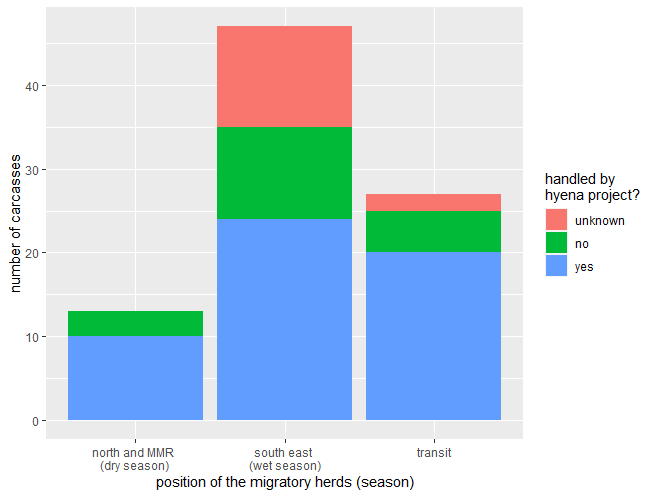 40
30
20
10
0
number of carcasses
north and MMR
(dry season)
south east
(wet season)
transit
position of the migratory herds (season)
handled by
hyena project?
unknown
no
yes